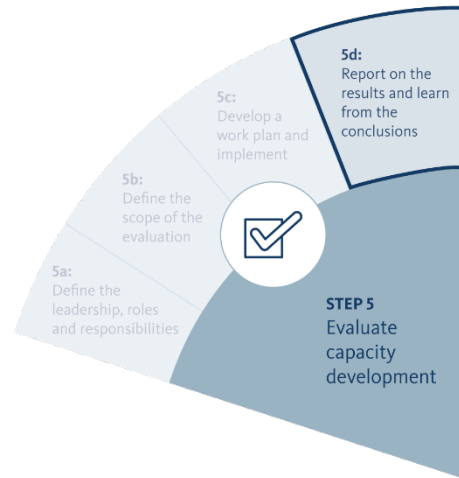 5d:
Report on the
results and learn
from the
conclusions
5c:
Develop a
work plan and
implement
5b:
Define the
scope of the
evaluation
5a:
Define the
leadership, roles
and responsibilities
STEP 5
Evaluate
capacity
development